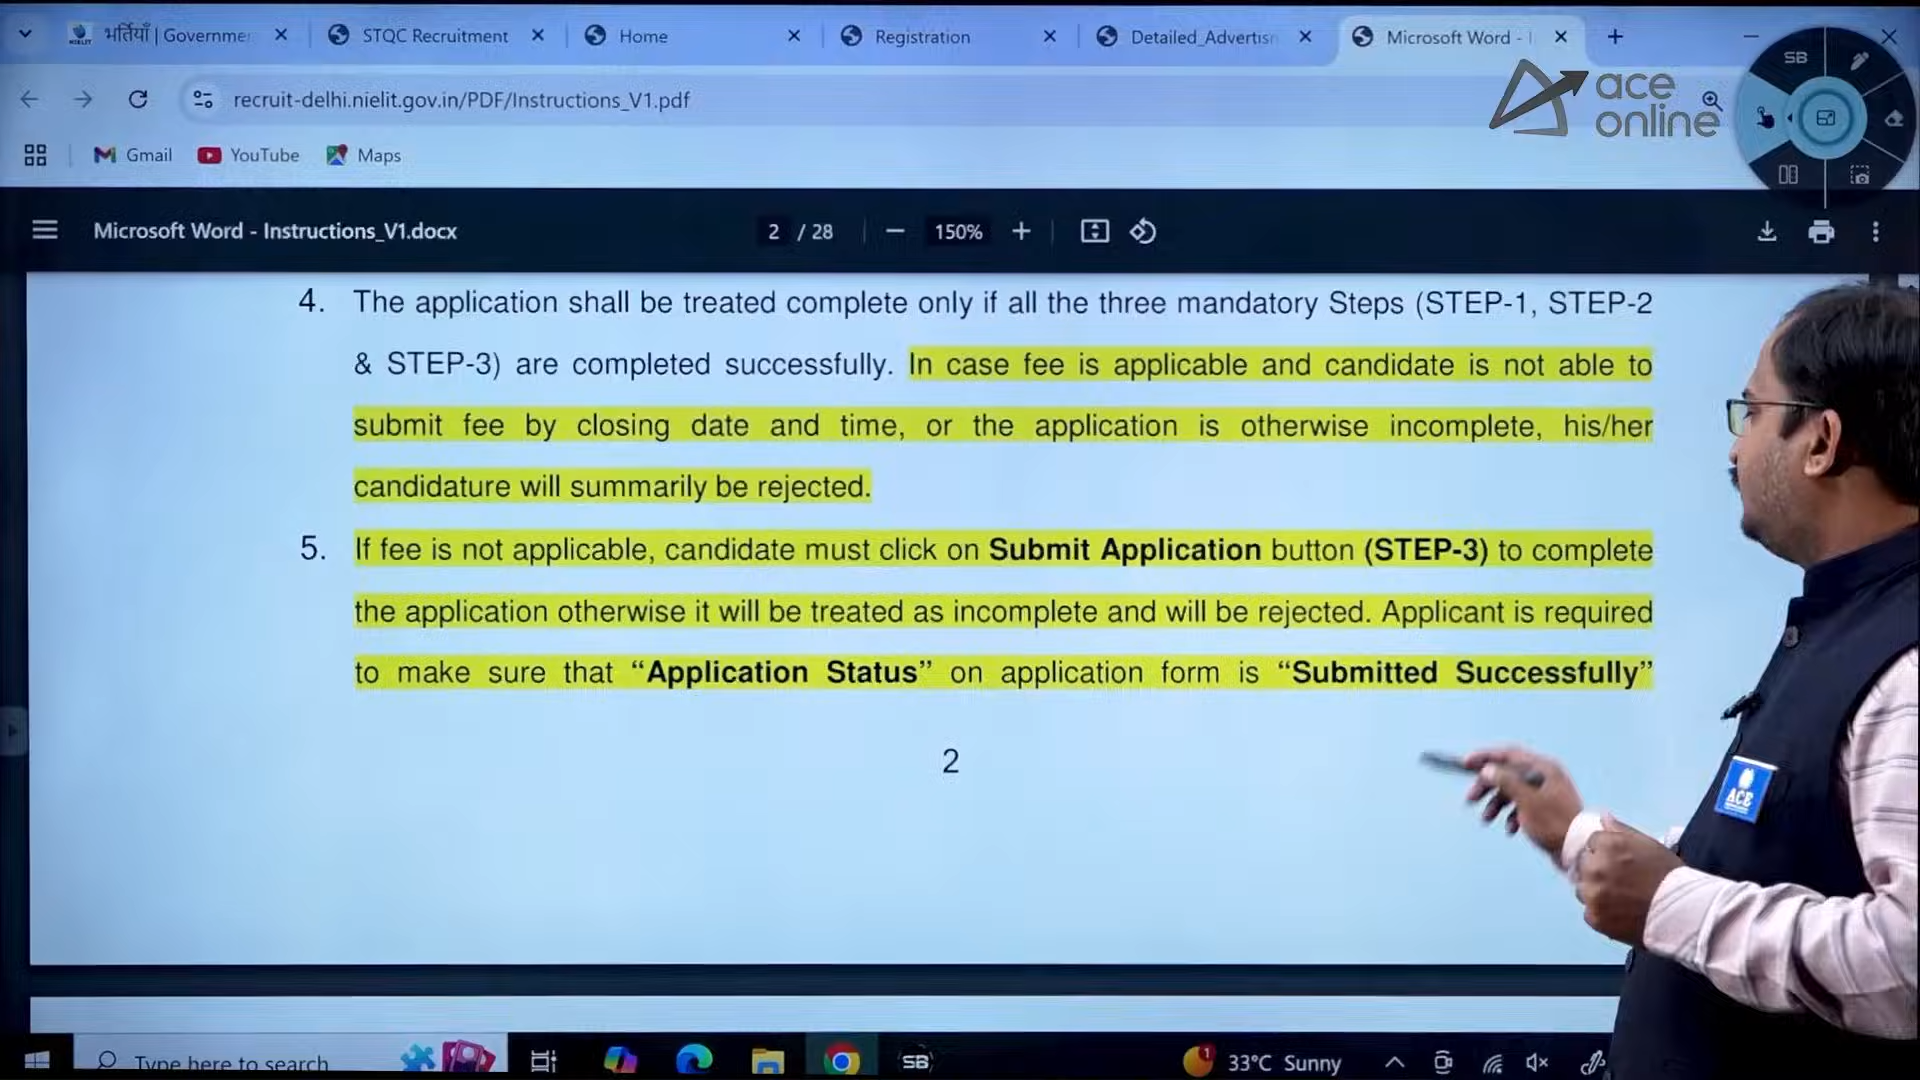 भर्तियाँ | Governme
STQC Recruitment
Home
Registration
Detailed_Advertis
Microsoft Word -
recruit-delhi.nielit.gov.in/PDF/Instructions_V1.pdf
ace
online
SB
Gmail
YouTube
Maps
Microsoft Word - Instructions_V1.docx
2 / 28
150%
4. The application shall be treated complete only if all the three mandatory Steps (STEP-1, STEP-2
& STEP-3) are completed successfully. In case fee is applicable and candidate is not able to
submit fee by closing date and time, or the application is otherwise incomplete, his/her
candidature will summarily be rejected.
5. If fee is not applicable, candidate must click on Submit Application button (STEP-3) to complete
the application otherwise it will be treated as incomplete and will be rejected. Applicant is required
to make sure that “Application Status” on application form is “Submitted Successfully”
2
ACE
Type here to search
SB
1
33°C Sunny